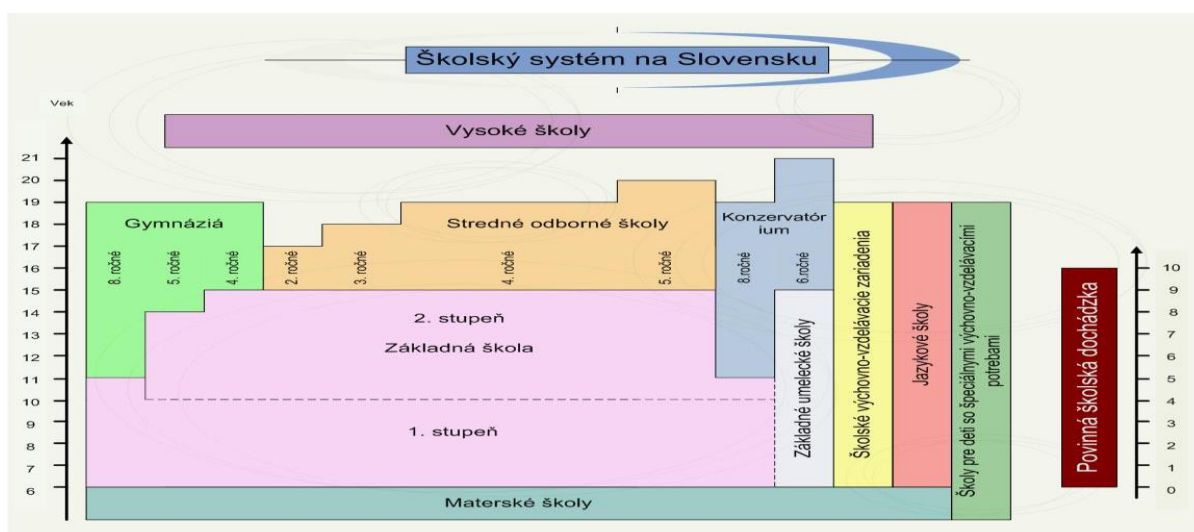 Školský systém na Slovensku
Vek
Vysoké školy
21
20
19
18
17
16
15
14
13
12
11
10
9
8
7
6
Gymnáziá
8. ročné
5. ročné
4. ročné
Stredné odborné školy
2. ročné
3. ročné
4. ročné
5. ročné
Konzervatór
ium
8.ročné
6.ročné
2. stupeň
Základná škola
1. stupeň
Základné umelecké školy
Školské výchovno-vzdelávacie zariadenia
Jazykové školy
Školy pre deti so špeciálnymi výchovno-vzdelávacími
potrebami
Materské školy
Povinná školská dochádzka
10
9
8
7
6
5
4
3
2
1
0